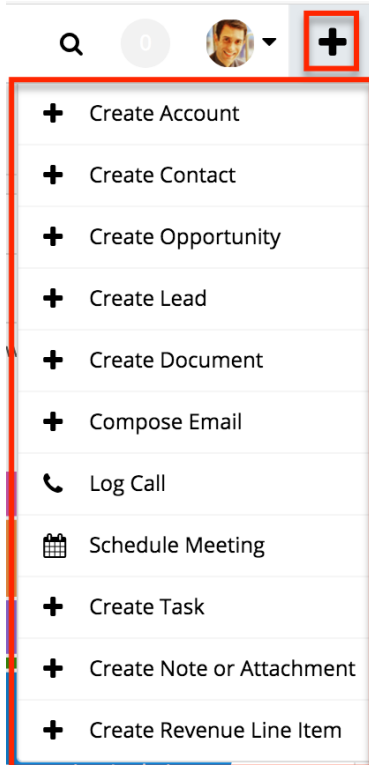 0
Create Account
Create Contact
Create Opportunity
Create Lead
Create Document
Compose Email
Log Call
Schedule Meeting
Create Task
Create Note or Attachment
Create Revenue Line Item